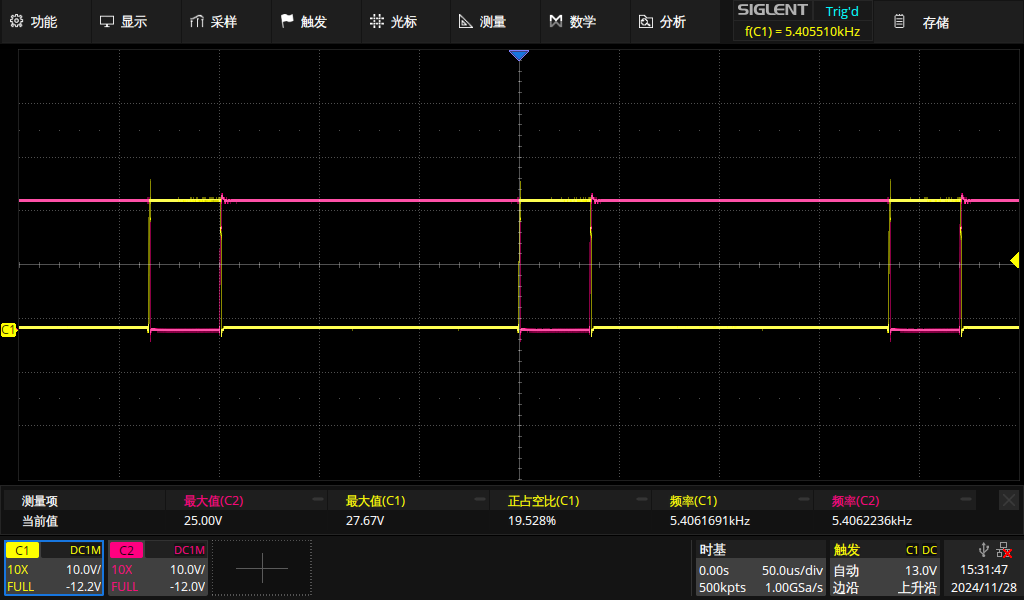 功能 显示 采样 触发 光标 测量 数学 分析 SIGLENT Trig'd 存储
f(C1) = 5.405510kHz
C1
测量项 最大值(C2) 最大值(C1) 正占空比(C1) 频率(C1) 频率(C2)
当前值 25.00V 27.67V 19.528% 5.4061691kHz 5.4062236kHz
C1 DC1M C2 DC1M 时基 触发 C1 DC
10X 10.0V/ 10X 10.0V/ 0.00s 50.0us/div 自动 13.0V 15:31:47
FULL -12.2V FULL -12.0V 500kpts 1.00GSa/s 边沿 上升沿 2024/11/28